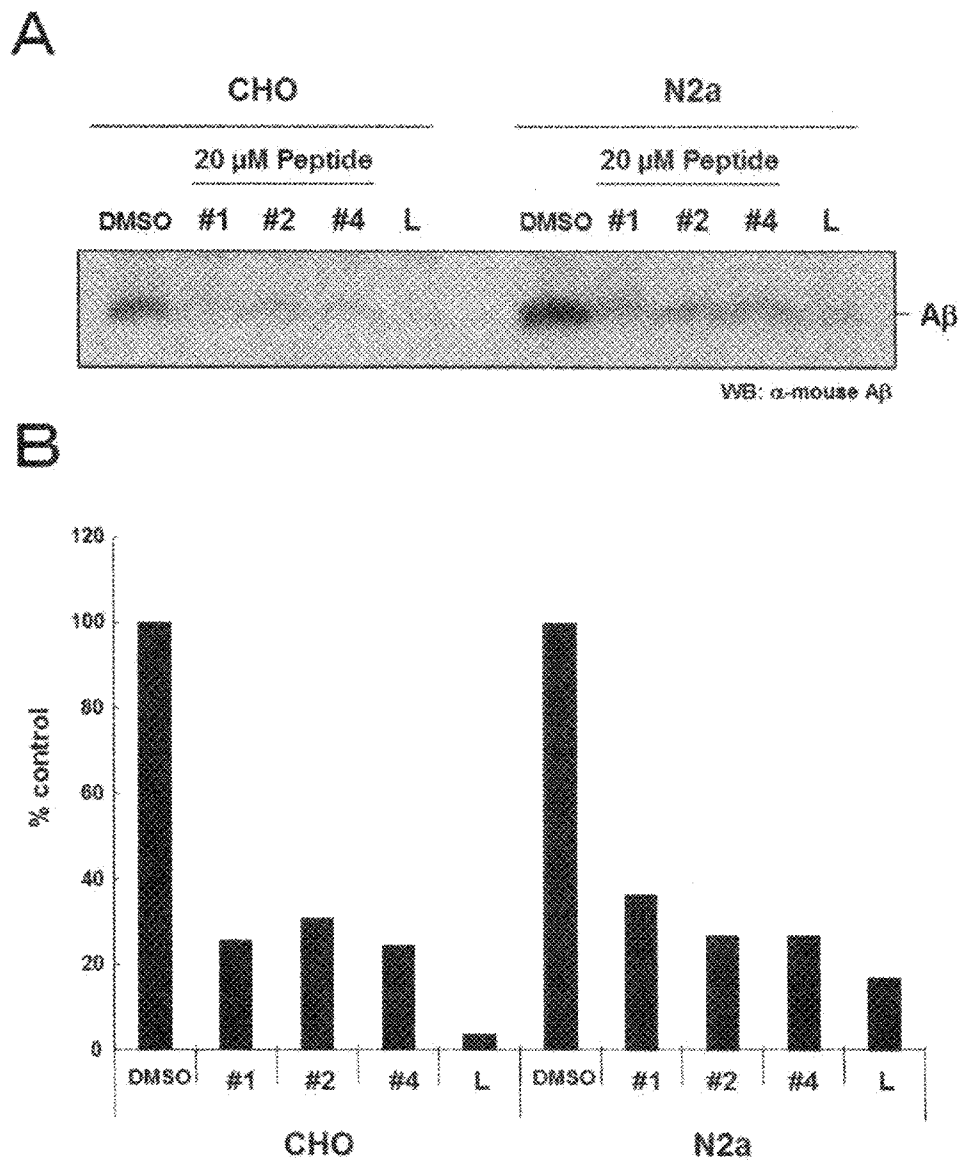 A
CHO N2a
20 µM Peptide 20 µM Peptide
DMSO #1 #2 #4 L DMSO #1 #2 #4 L
Aβ
WB: α-mouse Aβ
B
120
100
80
60
40
20
0
% control
DMSO #1 #2 #4 L DMSO #1 #2 #4 L
CHO N2a